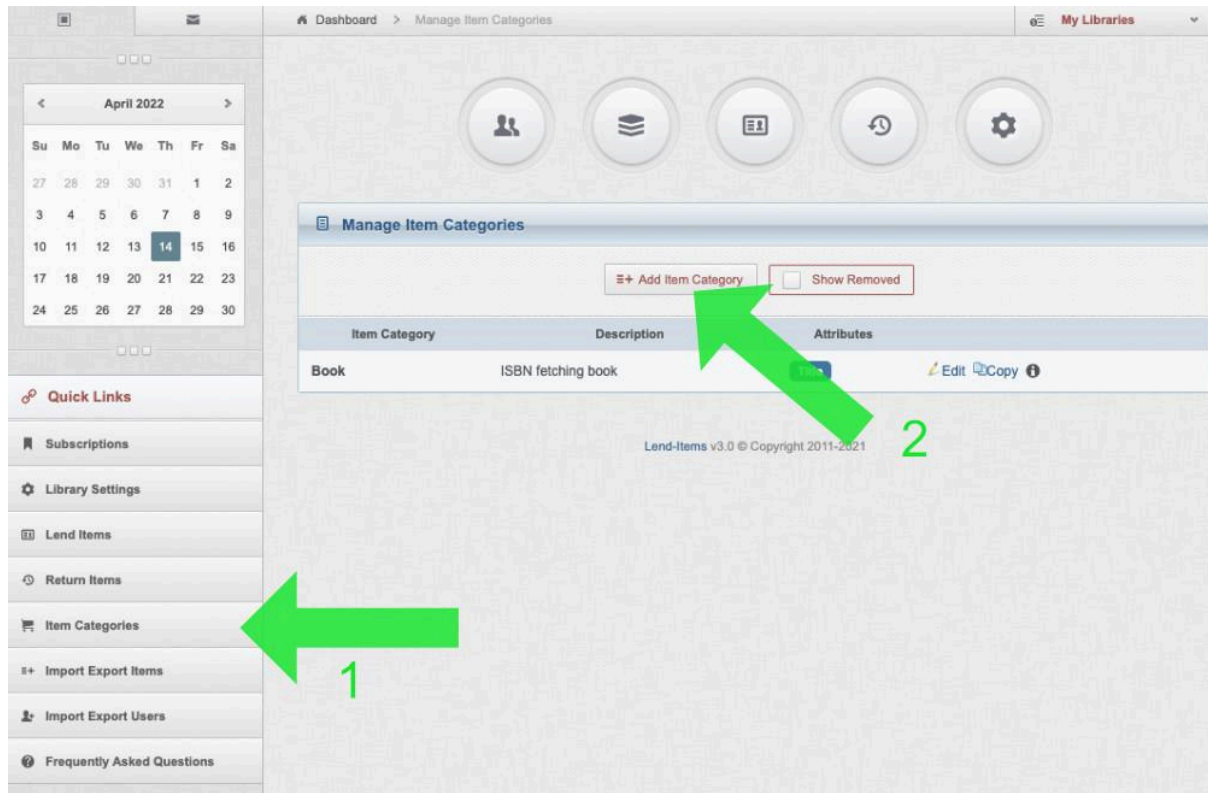 Dashboard > Manage Item Categories
My Libraries
< April 2022 >
Su Mo Tu We Th Fr Sa
27 28 29 30 31 1 2
3 4 5 6 7 8 9
10 11 12 13 14 15 16
17 18 19 20 21 22 23
24 25 26 27 28 29 30
Quick Links
Subscriptions
Library Settings
Lend Items
Return Items
Item Categories
Import Export Items
Import Export Users
Frequently Asked Questions
1
Manage Item Categories
Add Item Category Show Removed
Item Category Description Attributes
Book ISBN fetching book Title Edit Copy
2
Lend-Items v3.0 © Copyright 2011-2021